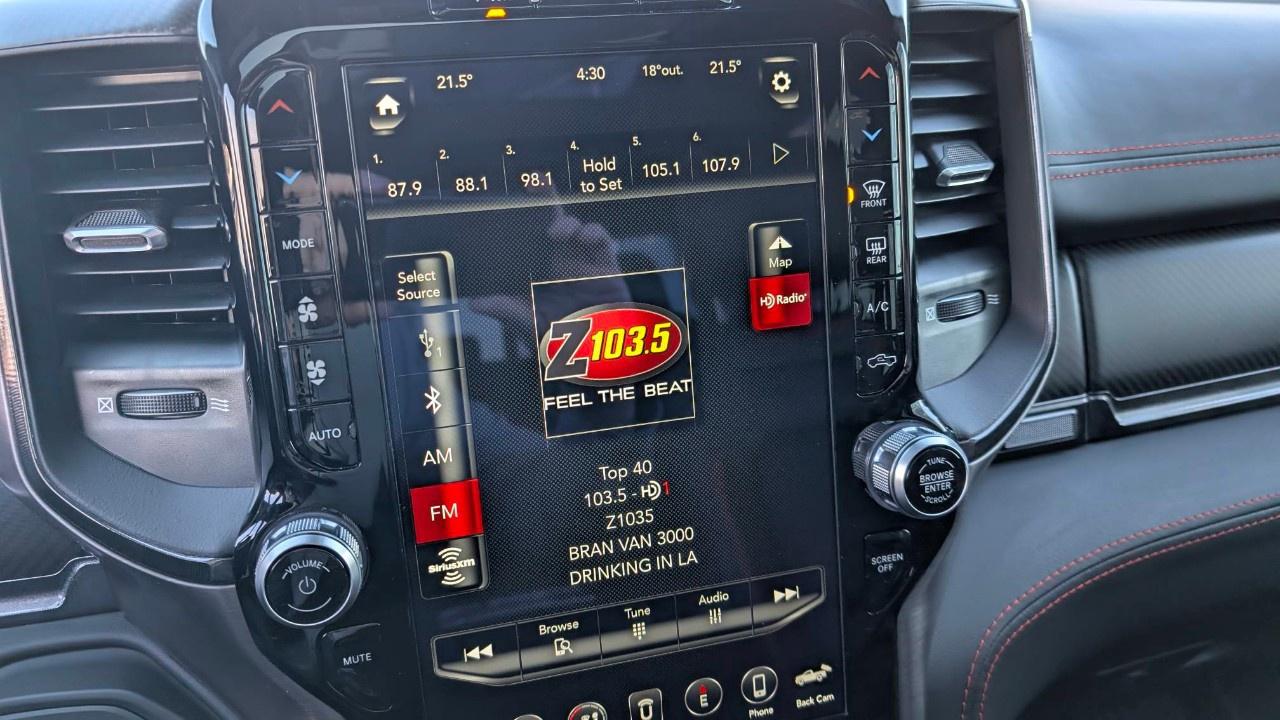 21.5°
4:30
18°out.
21.5°
1.
87.9
2.
88.1
3.
98.1
4.
Hold
to Set
5.
105.1
6.
107.9
Select
Source
1
AM
FM
SiriusXM
Map
HD Radio
Z103.5
FEEL THE BEAT
Top 40
103.5 - HD1
Z1035
BRAN VAN 3000
DRINKING IN LA
Browse
Tune
Audio
E
Phone
Back Cam
MODE
AUTO
VOLUME
MUTE
FRONT
REAR
A/C
TUNE
BROWSE
ENTER
SCROLL
SCREEN
OFF